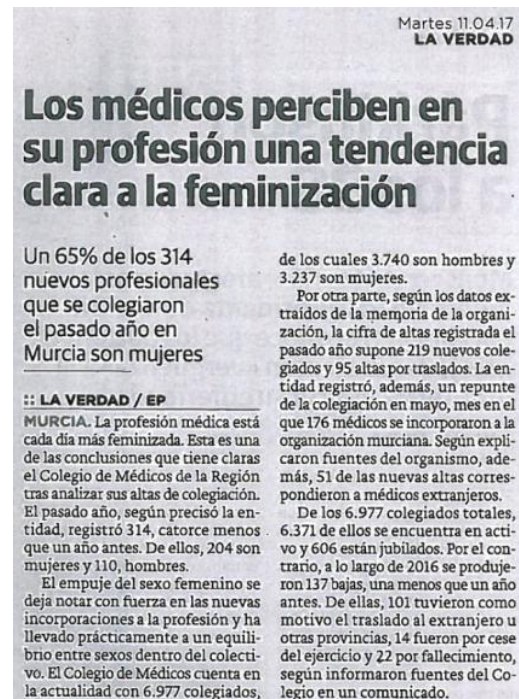 Martes 11.04.17
LA VERDAD
Los médicos perciben en
su profesión una tendencia
clara a la feminización
Un 65% de los 314
nuevos profesionales
que se colegiaron
el pasado año en
Murcia son mujeres
:: LA VERDAD / EP
MURCIA. La profesión médica está
cada día más feminizada. Esta es una
de las conclusiones que tiene claras
el Colegio de Médicos de la Región
tras analizar sus altas de colegiación.
El pasado año, según precisó la en-
tidad, registró 314, catorce menos
que un año antes. De ellos, 204 son
mujeres y 110, hombres.
El empuje del sexo femenino se
deja notar con fuerza en las nuevas
incorporaciones a la profesión y ha
llevado prácticamente a un equili-
brio entre sexos dentro del colecti-
vo. El Colegio de Médicos cuenta en
la actualidad con 6.977 colegiados,
de los cuales 3.740 son hombres y
3.237 son mujeres.
Por otra parte, según los datos ex-
traídos de la memoria de la organi-
zación, la cifra de altas registrada el
pasado año supone 219 nuevos cole-
giados y 95 altas por traslados. La en-
tidad registró, además, un repunte
de la colegiación en mayo, mes en el
que 176 médicos se incorporaron a la
organización murciana. Según expli-
caron fuentes del organismo, ade-
más, 51 de las nuevas altas corres-
pondieron a médicos extranjeros.
De los 6.977 colegiados totales,
6.371 de ellos se encuentra en acti-
vo y 606 están jubilados. Por el con-
trario, a lo largo de 2016 se produje-
ron 137 bajas, una menos que un año
antes. De ellas, 101 tuvieron como
motivo el traslado al extranjero u
otras provincias, 14 fueron por cese
del ejercicio y 22 por fallecimiento,
según informaron fuentes del Co-
legio en un comunicado.